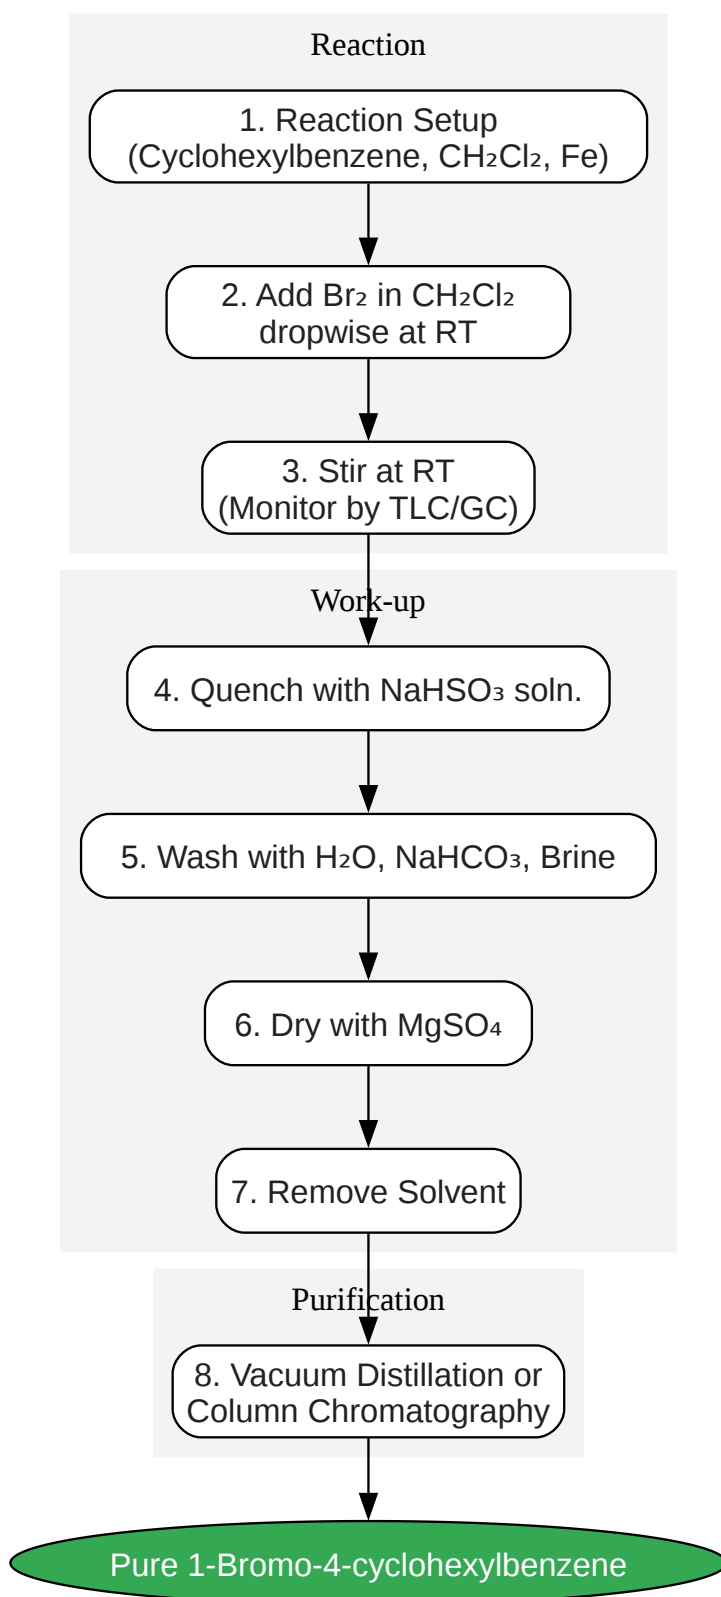 Reaction
1. Reaction Setup
(Cyclohexylbenzene, CH₂Cl₂, Fe)
2. Add Br₂ in CH₂Cl₂
dropwise at RT
3. Stir at RT
(Monitor by TLC/GC)
Work-up
4. Quench with NaHSO₃ soln.
5. Wash with H₂O, NaHCO₃, Brine
6. Dry with MgSO₄
7. Remove Solvent
Purification
8. Vacuum Distillation or
Column Chromatography
Pure 1-Bromo-4-cyclohexylbenzene